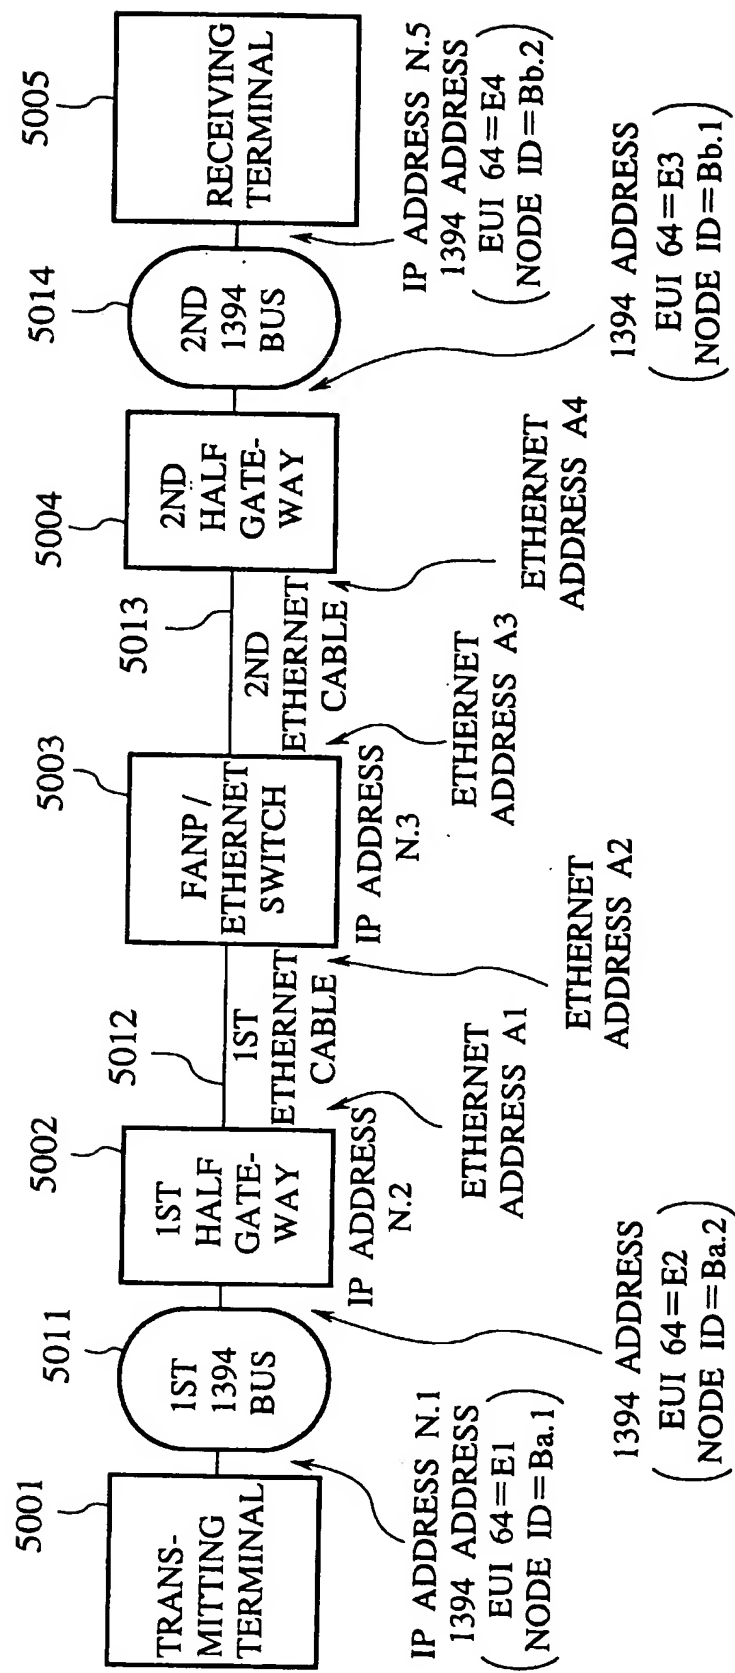 5001
TRANS-
MITTING
TERMINAL
IP ADDRESS N.1
1394 ADDRESS
(EUI 64=E1
NODE ID=Ba.1)
5011
1ST
1394
BUS
1394 ADDRESS
(EUI 64=E2
NODE ID=Ba.2)
5002
1ST
HALF
GATE-
WAY
IP ADDRESS
N.2
ETHERNET
ADDRESS A1
5012
1ST
ETHERNET
CABLE
ETHERNET
ADDRESS A2
5003
FANP/
ETHERNET
SWITCH
IP ADDRESS
N.3
ETHERNET
ADDRESS A3
5013
2ND
ETHERNET
CABLE
ETHERNET
ADDRESS A4
5004
2ND
HALF
GATE-
WAY
1394 ADDRESS
(EUI 64=E3
NODE ID=Bb.1)
5014
2ND
1394
BUS
IP ADDRESS N.5
1394 ADDRESS
(EUI 64=E4
NODE ID=Bb.2)
5005
RECEIVING
TERMINAL